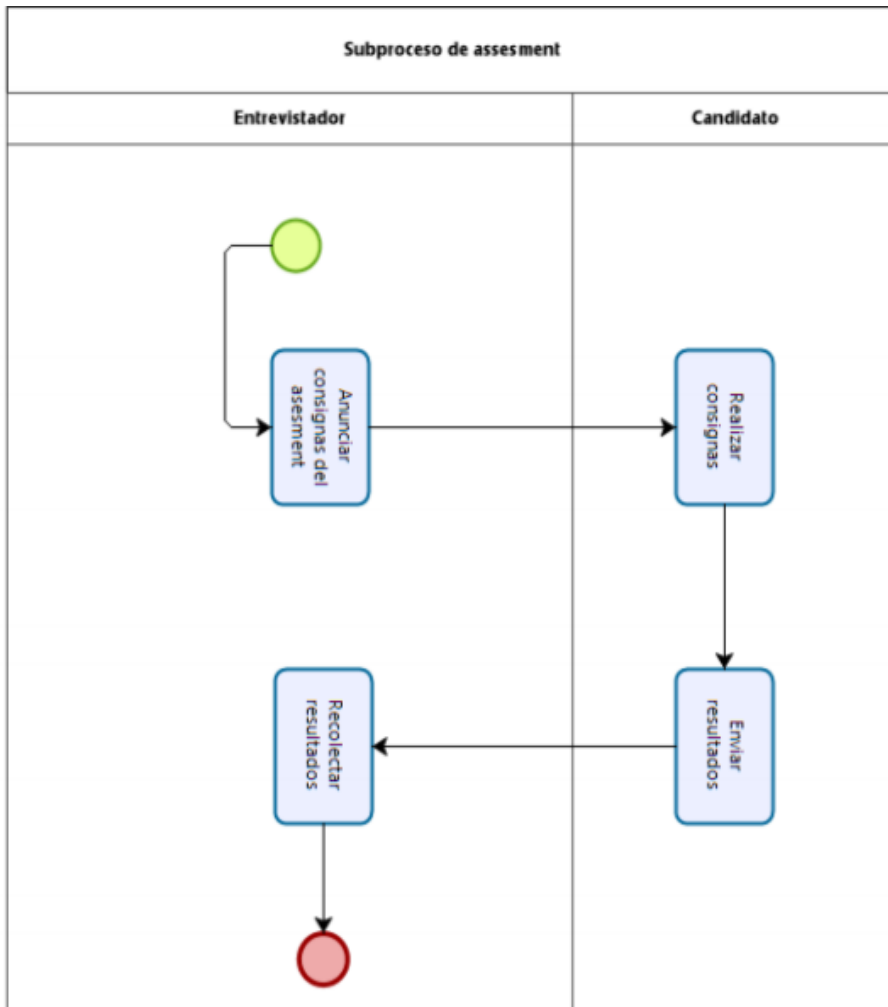 Subproceso de assesment
Entrevistador
Candidato
Anunciar
consignas del
asesment
Realizar
consignas
Recolectar
resultados
Enviar
resultados